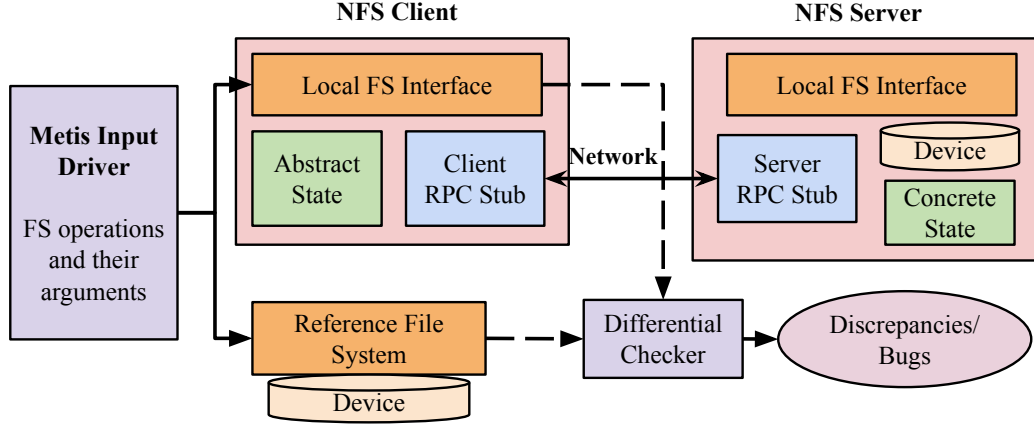 NFS Client
NFS Server
Metis Input
Driver
FS operations
and their
arguments
Local FS Interface
Abstract
State
Client
RPC Stub
Network
Local FS Interface
Device
Server
RPC Stub
Concrete
State
Reference File
System
Device
Differential
Checker
Discrepancies/
Bugs